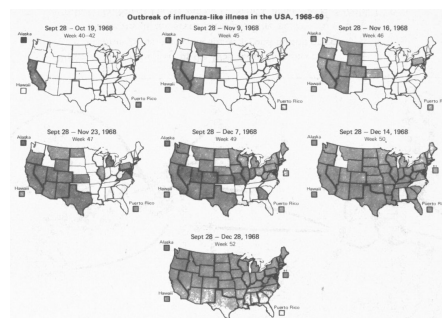 Outbreak of influenza-like illness in the USA, 1968-69
Sept 28 – Oct 19, 1968
Week 40-42
Alaska
Hawaii
Puerto Rico
Sept 28 – Nov 9, 1968
Week 45
Alaska
Hawaii
Puerto Rico
Sept 28 – Nov 16, 1968
Week 46
Alaska
Hawaii
Puerto R
Sept 28 – Nov 23, 1968
Week 47
Alaska
Hawaii
Puerto Rico
Sept 28 – Dec 7, 1968
Week 49
Alaska
Hawaii
Puerto Rico
Sept 28 – Dec 14, 1968
Week 50
Alaska
Hawaii
Puerto Ri
Sept 28 – Dec 28, 1968
Week 52
Alaska
Hawaii
Puerto Rico